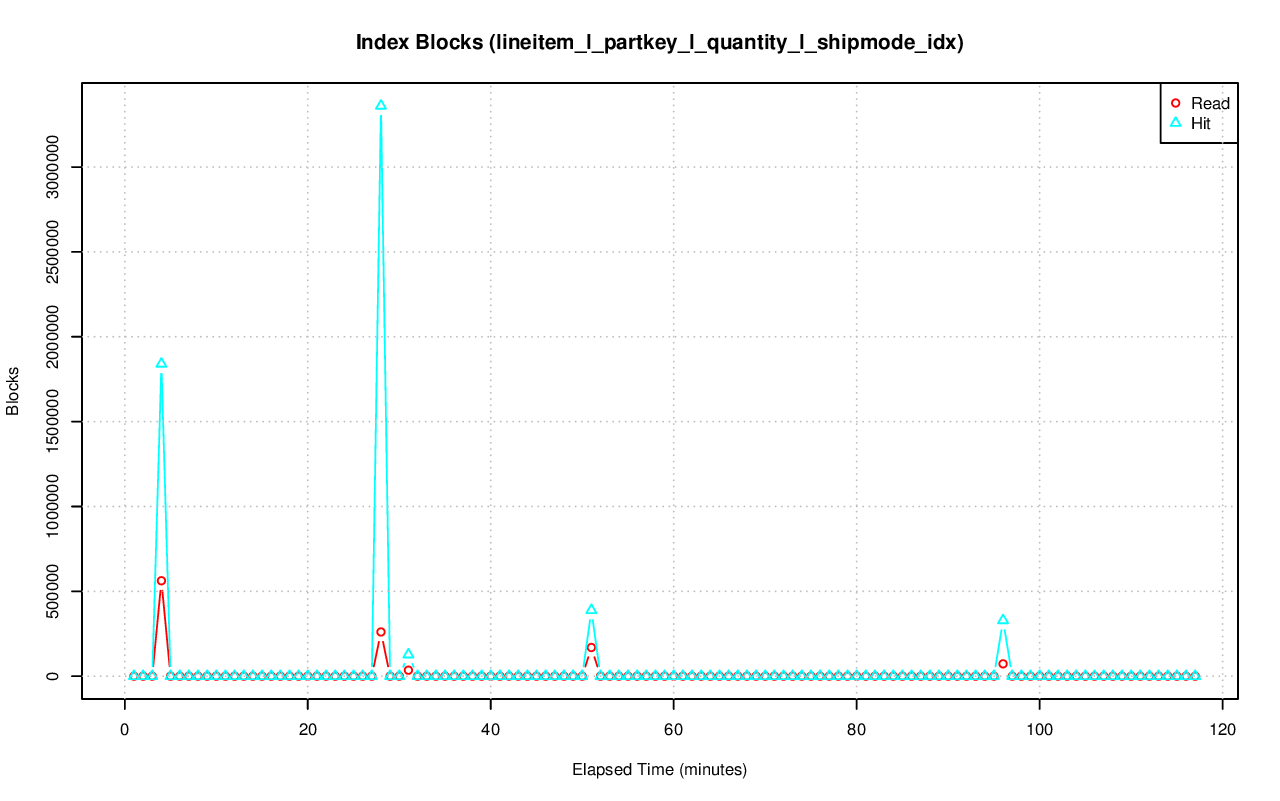 Index Blocks (lineitem_l_partkey_l_quantity_l_shipmode_idx)
Read
Hit
3000000
2500000
2000000
1500000
1000000
500000
0
Blocks
0 20 40 60 80 100 120
Elapsed Time (minutes)